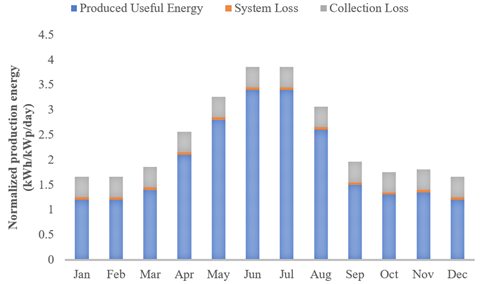 Produced Useful Energy System Loss Collection Loss
Normalized production energy
(kWh/kWp/day)
4.5
4
3.5
3
2.5
2
1.5
1
0.5
0
Jan Feb Mar Apr May Jun Jul Aug Sep Oct Nov Dec